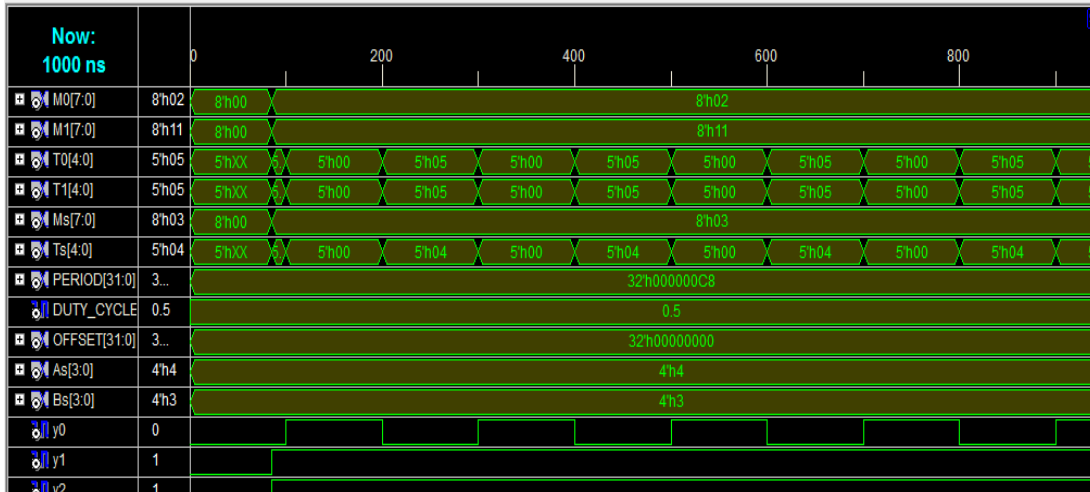 Now:
1000 ns
0 200 400 600 800
M0[7:0] 8'h02 8'h00 8'h02
M1[7:0] 8'h11 8'h00 8'h11
T0[4:0] 5'h05 5'hXX 5. 5'h00 5'h05 5'h00 5'h05 5'h00 5'h05 5'h00 5'h05
T1[4:0] 5'h05 5'hXX 5. 5'h00 5'h05 5'h00 5'h05 5'h00 5'h05 5'h00 5'h05
Ms[7:0] 8'h03 8'h00 8'h03
Ts[4:0] 5'h04 5'hXX 5. 5'h00 5'h04 5'h00 5'h04 5'h00 5'h04 5'h00 5'h04
PERIOD[31:0] 3... 32'h000000C8
DUTY_CYCLE 0.5 0.5
OFFSET[31:0] 3... 32'h00000000
As[3:0] 4'h4 4'h4
Bs[3:0] 4'h3 4'h3
y0 0
y1 1
y2 1